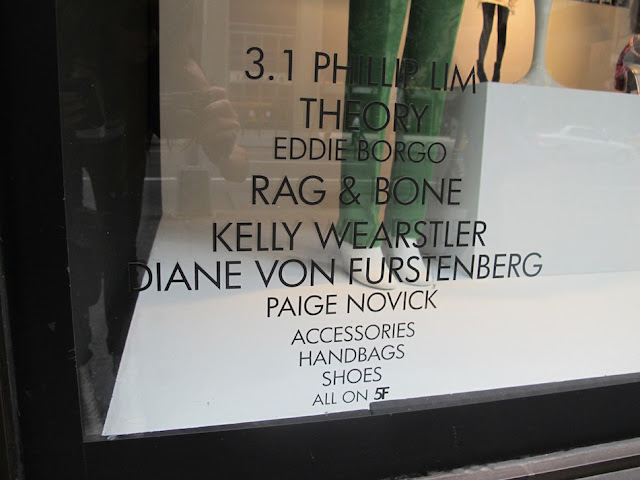 3.1 PHILLIP LIM
THEORY
EDDIE BORGO
RAG & BONE
KELLY WEARSTLER
DIANE VON FURSTENBERG
PAIGE NOVICK
ACCESSORIES
HANDBAGS
SHOES
ALL ON 5F